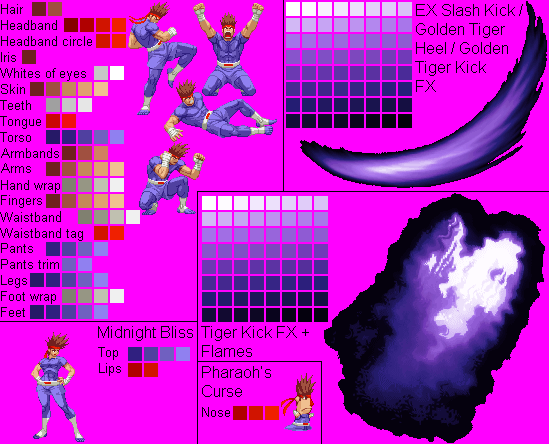 Hair
Headband
Headband circle
Iris
Whites of eyes
Skin
Teeth
Tongue
Torso
Armbands
Arms
Hand wrap
Fingers
Waistband
Waistband tag
Pants
Pants trim
Legs
Foot wrap
Feet
EX Slash Kick /
Golden Tiger
Heel / Golden
Tiger Kick
FX
Midnight Bliss
Top
Lips
Tiger Kick FX +
Flames
Pharaoh's
Curse
Nose